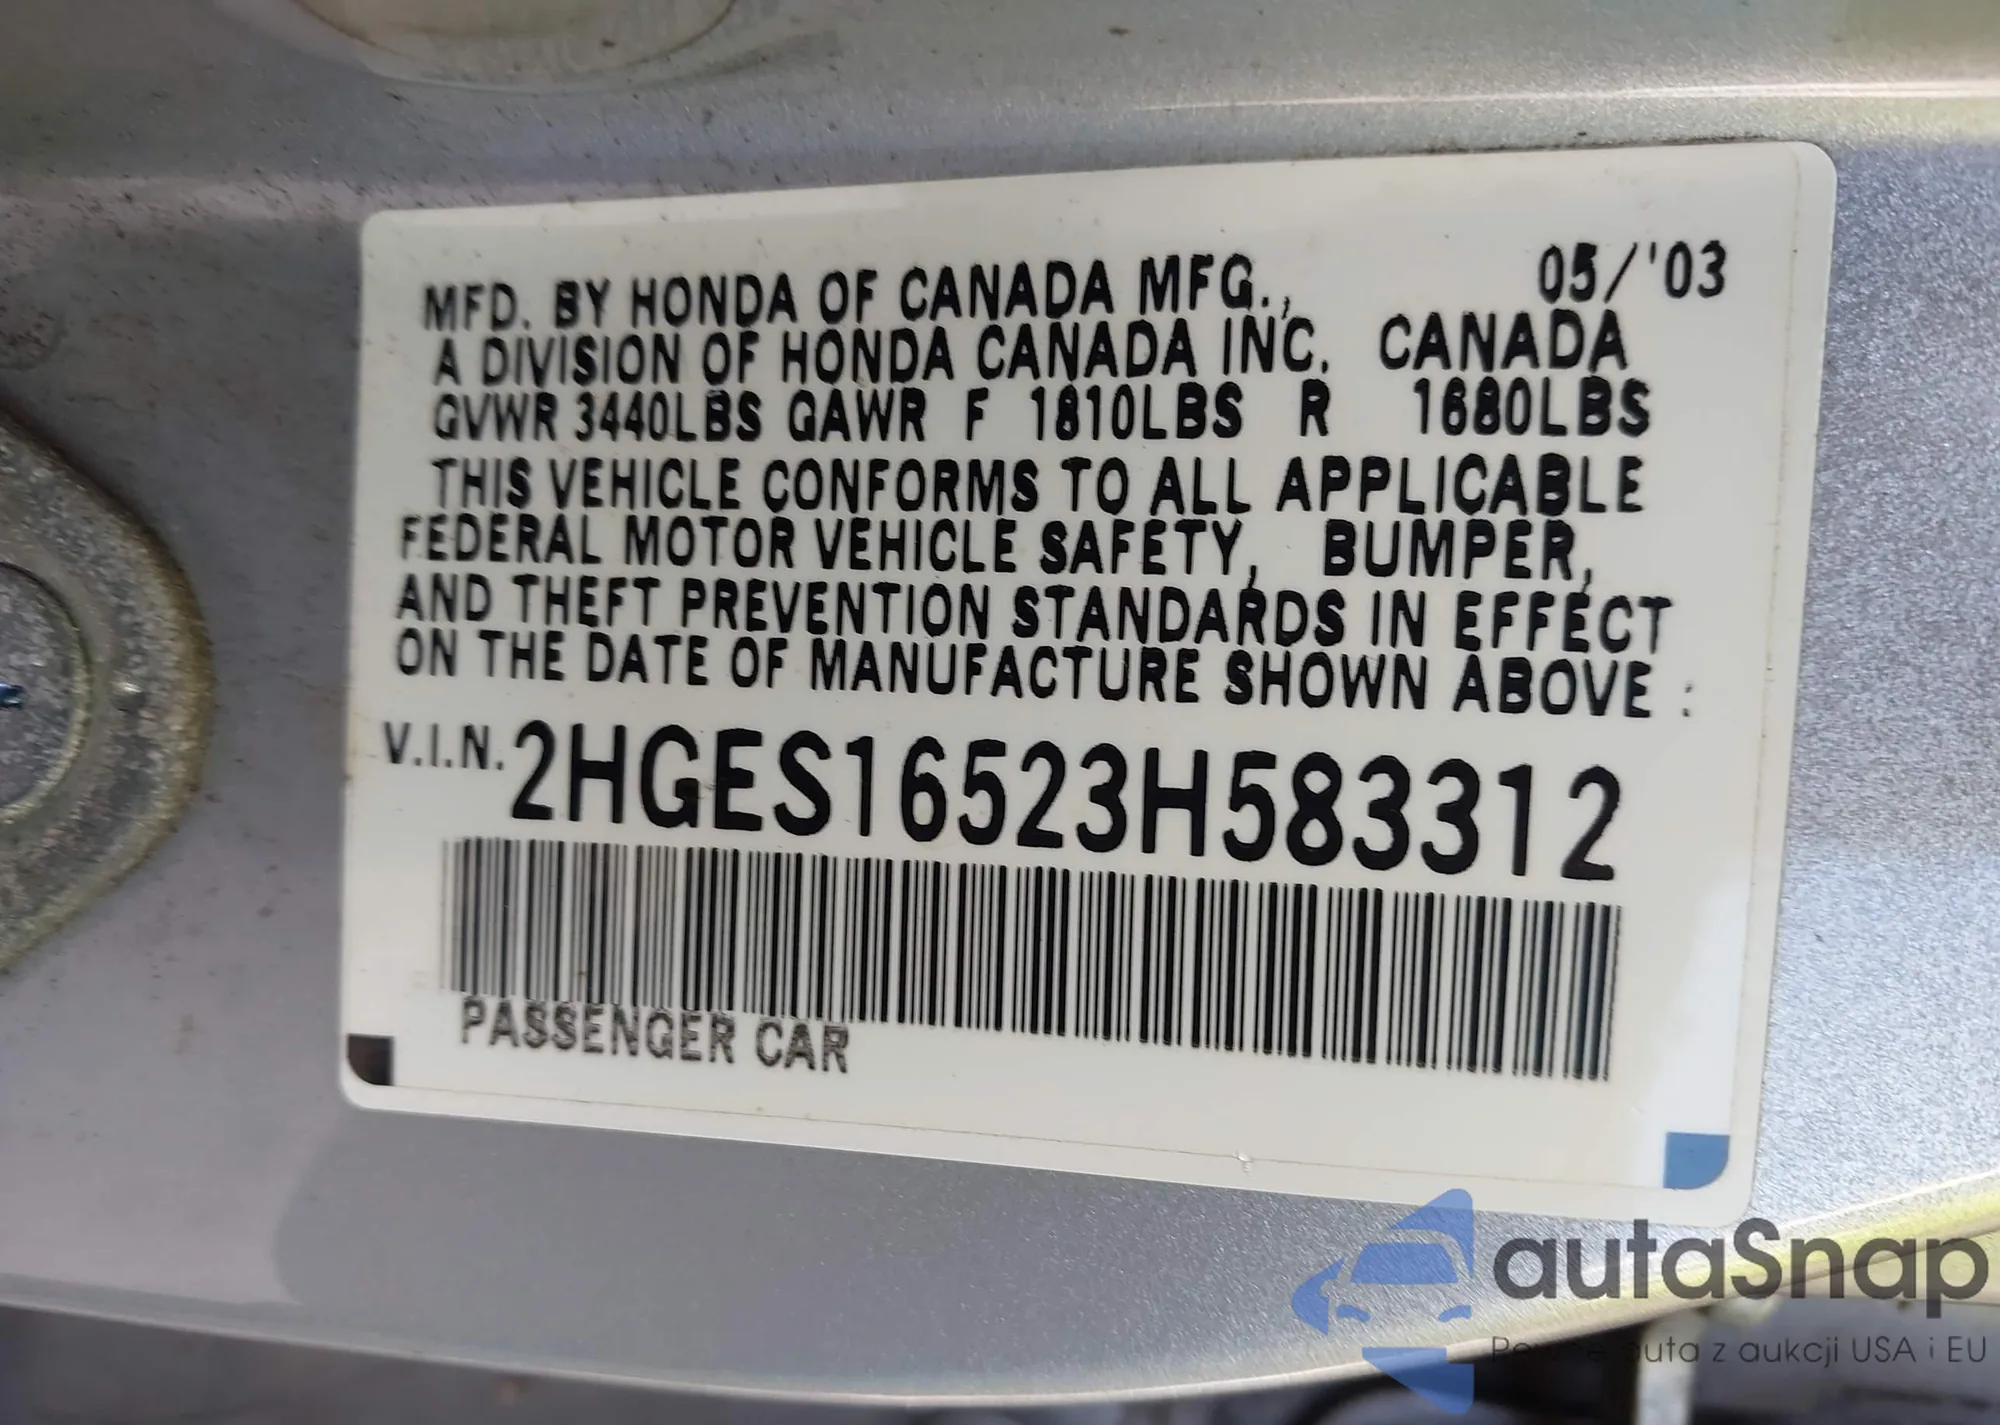 05/'03
MFD. BY HONDA OF CANADA MFG.,
A DIVISION OF HONDA CANADA INC. CANADA
GVWR 3440LBS GAWR F 1810LBS R 1680LBS
THIS VEHICLE CONFORMS TO ALL APPLICABLE
FEDERAL MOTOR VEHICLE SAFETY, BUMPER,
AND THEFT PREVENTION STANDARDS IN EFFECT
ON THE DATE OF MANUFACTURE SHOWN ABOVE :
V.I.N. 2HGES16523H583312
PASSENGER CAR
autaSnap
auta z aukcji USA i EU